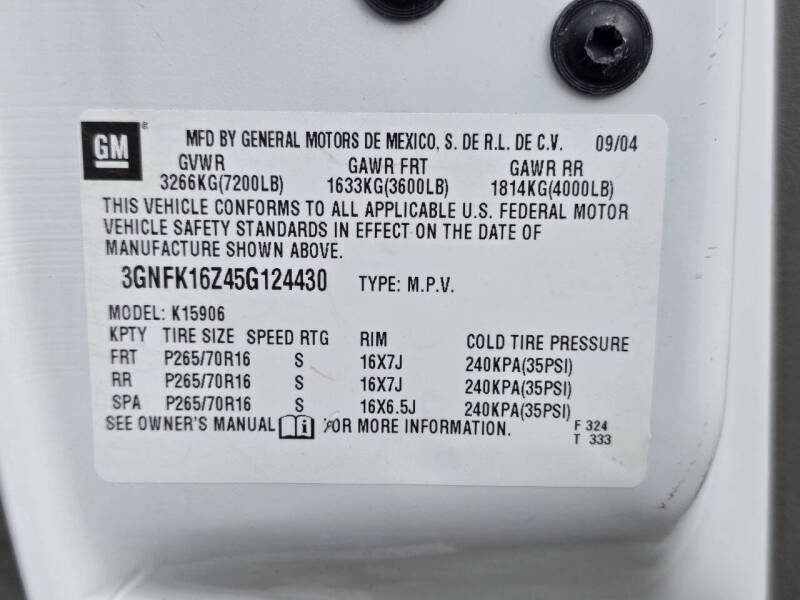 GM ® MFD BY GENERAL MOTORS DE MEXICO, S. DE R.L. DE C.V. 09/04
GVWR GAWR FRT GAWR RR
3266KG(7200LB) 1633KG(3600LB) 1814KG(4000LB)
THIS VEHICLE CONFORMS TO ALL APPLICABLE U.S. FEDERAL MOTOR
VEHICLE SAFETY STANDARDS IN EFFECT ON THE DATE OF
MANUFACTURE SHOWN ABOVE.
3GNFK16Z45G124430 TYPE: M.P.V.
MODEL: K15906
KPTY TIRE SIZE SPEED RTG RIM COLD TIRE PRESSURE
FRT P265/70R16 S 16X7J 240KPA(35PSI)
RR P265/70R16 S 16X7J 240KPA(35PSI)
SPA P265/70R16 S 16X6.5J 240KPA(35PSI)
SEE OWNER'S MANUAL i FOR MORE INFORMATION. F 324
T 333